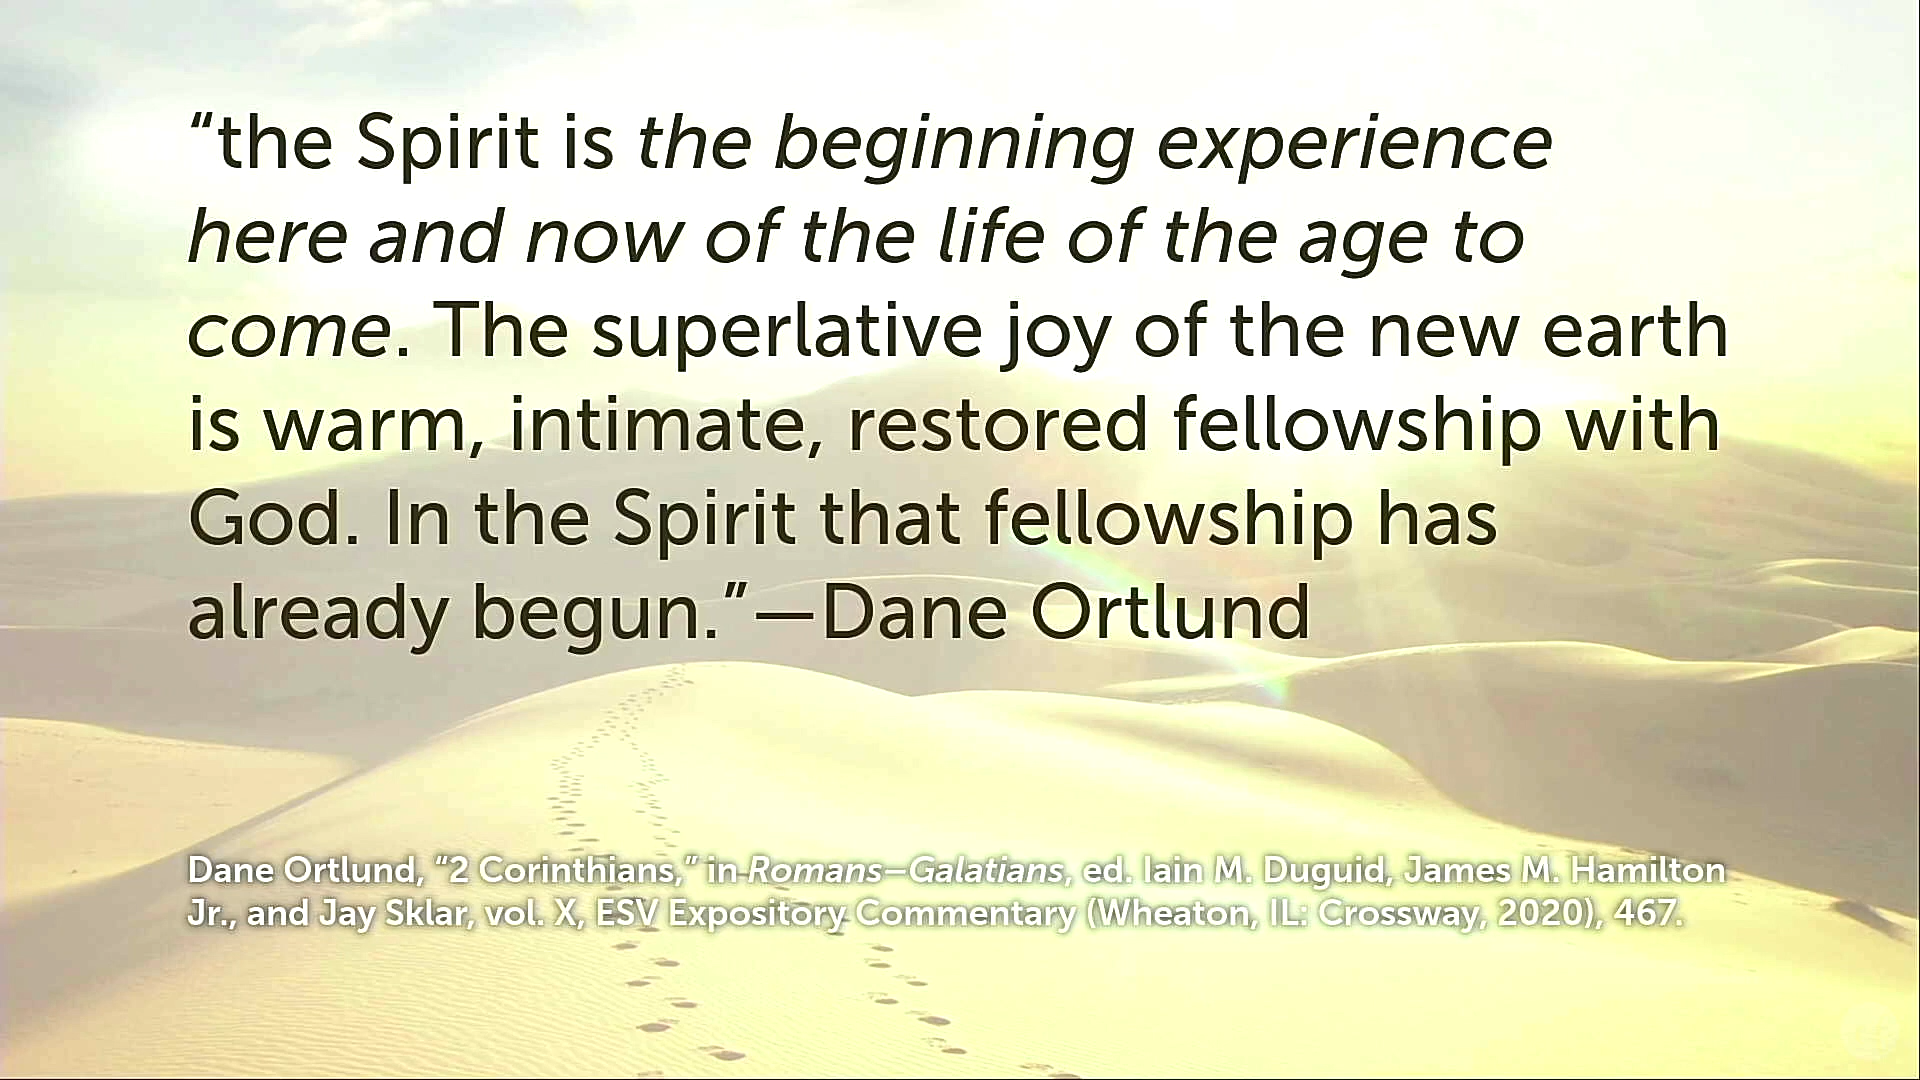 “the Spirit is the beginning experience
here and now of the life of the age to
come. The superlative joy of the new earth
is warm, intimate, restored fellowship with
God. In the Spirit that fellowship has
already begun.”—Dane Ortlund
Dane Ortlund, “2 Corinthians,” in Romans–Galatians, ed. Iain M. Duguid, James M. Hamilton
Jr., and Jay Sklar, vol. X, ESV Expository Commentary (Wheaton, IL: Crossway, 2020), 467.